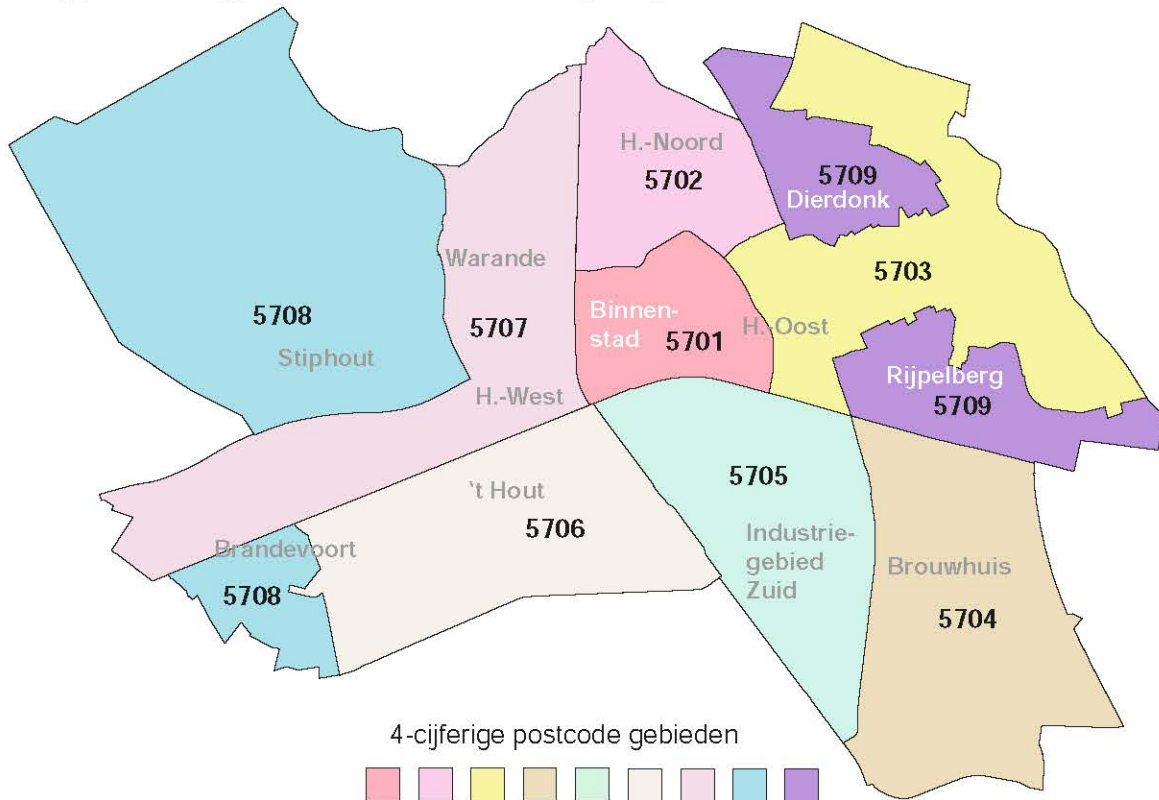 H.-Noord
5702
5709
Dierdonk
Warande
5703
5708
5707
Binnen-
stad
5701
H.-Oost
Stiphout
H.-West
Rijpelberg
5709
't Hout
5706
5705
Brandevoort
5708
Industrie-
gebied
Zuid
Brouwhuis
5704
4-cijferige postcode gebieden